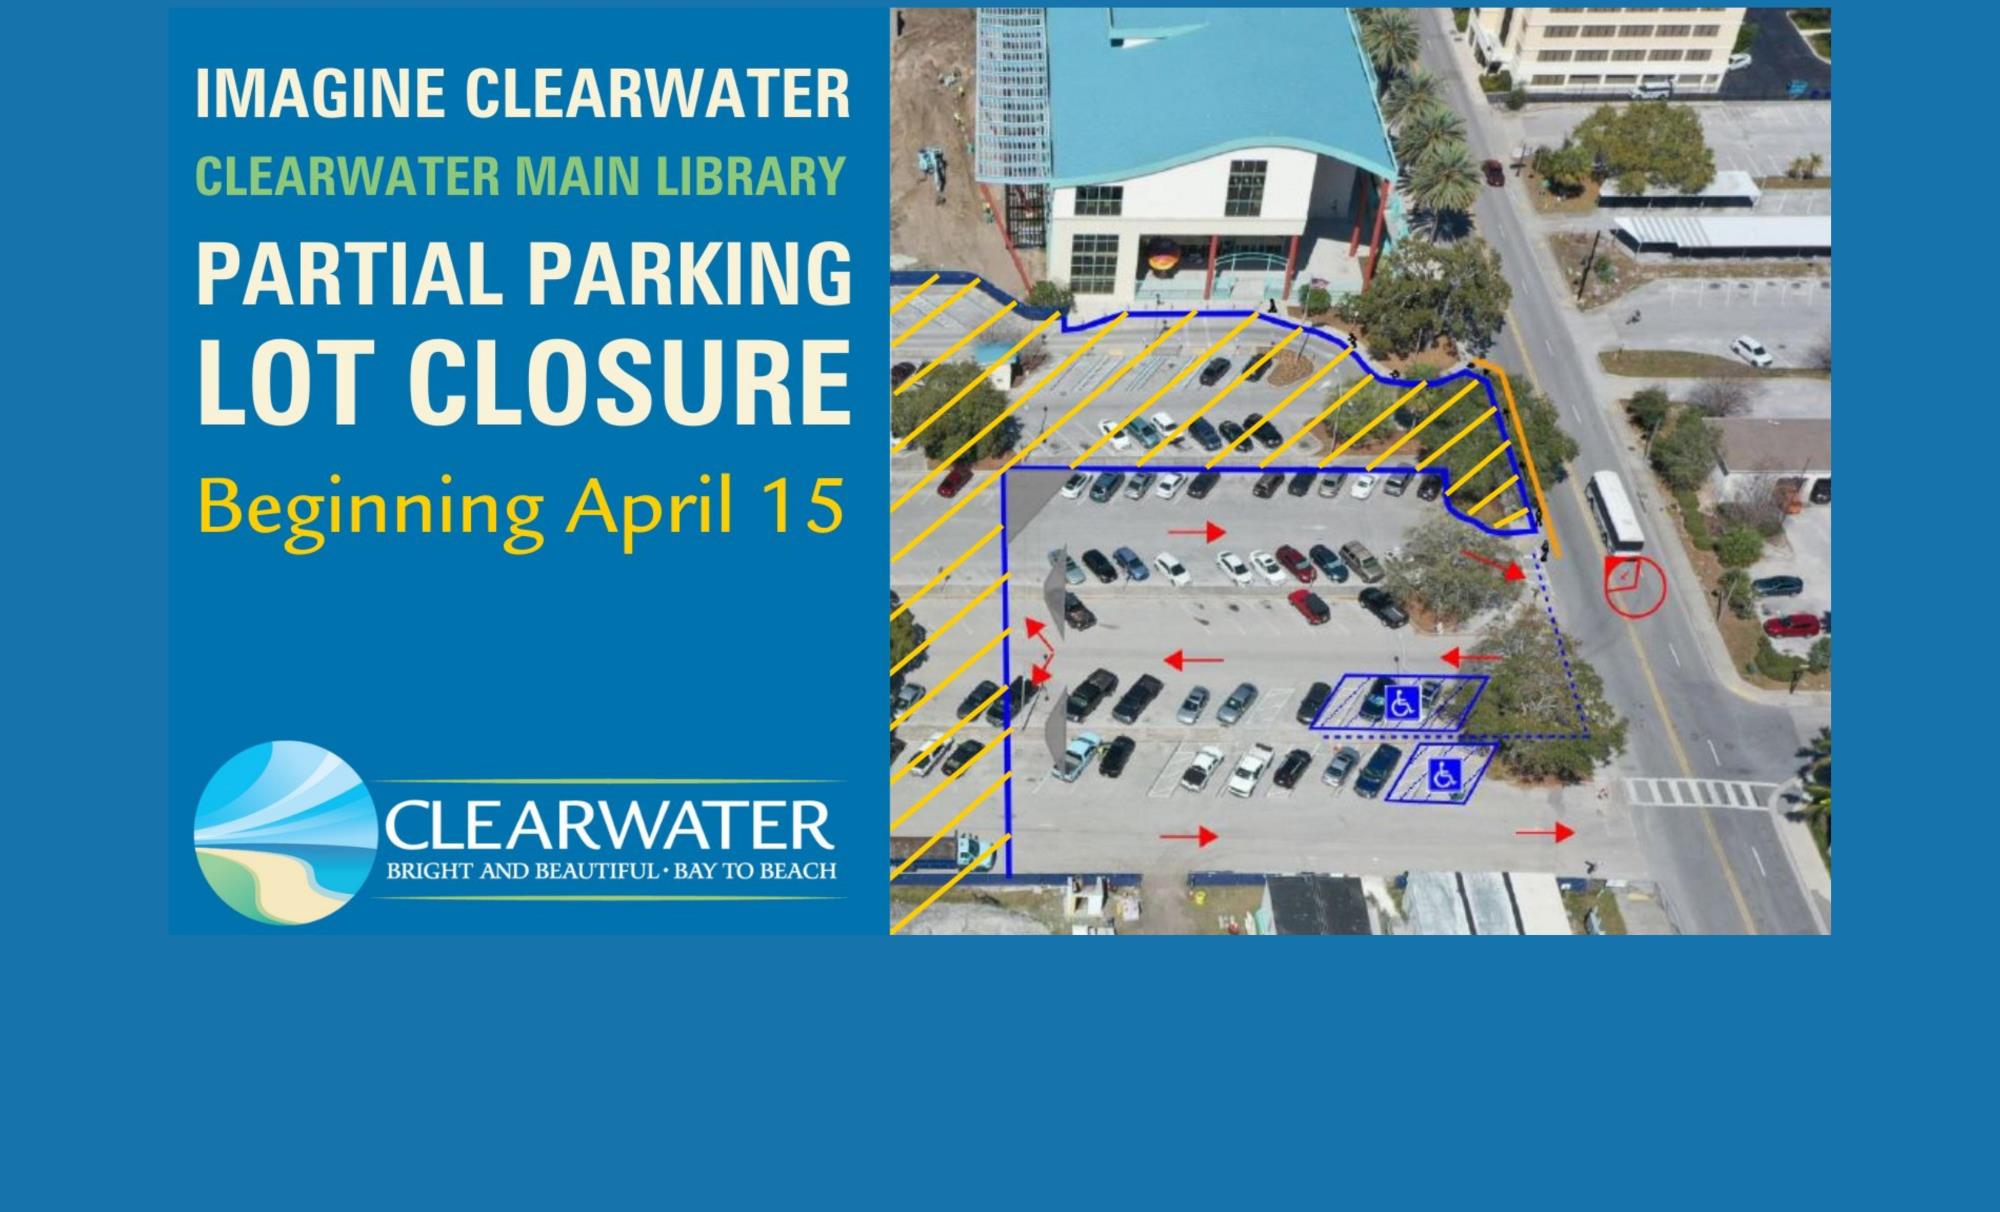 IMAGINE CLEARWATER
CLEARWATER MAIN LIBRARY
PARTIAL PARKING
LOT CLOSURE
Beginning April 15
CLEARWATER
BRIGHT AND BEAUTIFUL • BAY TO BEACH